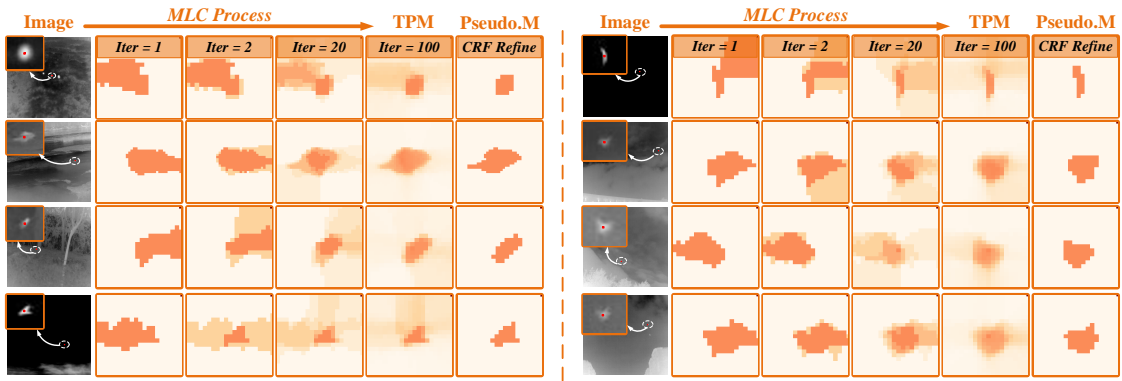 Image MLC Process TPM Pseudo.M
Iter = 1 Iter = 2 Iter = 20 Iter = 100 CRF Refine
Image MLC Process TPM Pseudo.M
Iter = 1 Iter = 2 Iter = 20 Iter = 100 CRF Refine